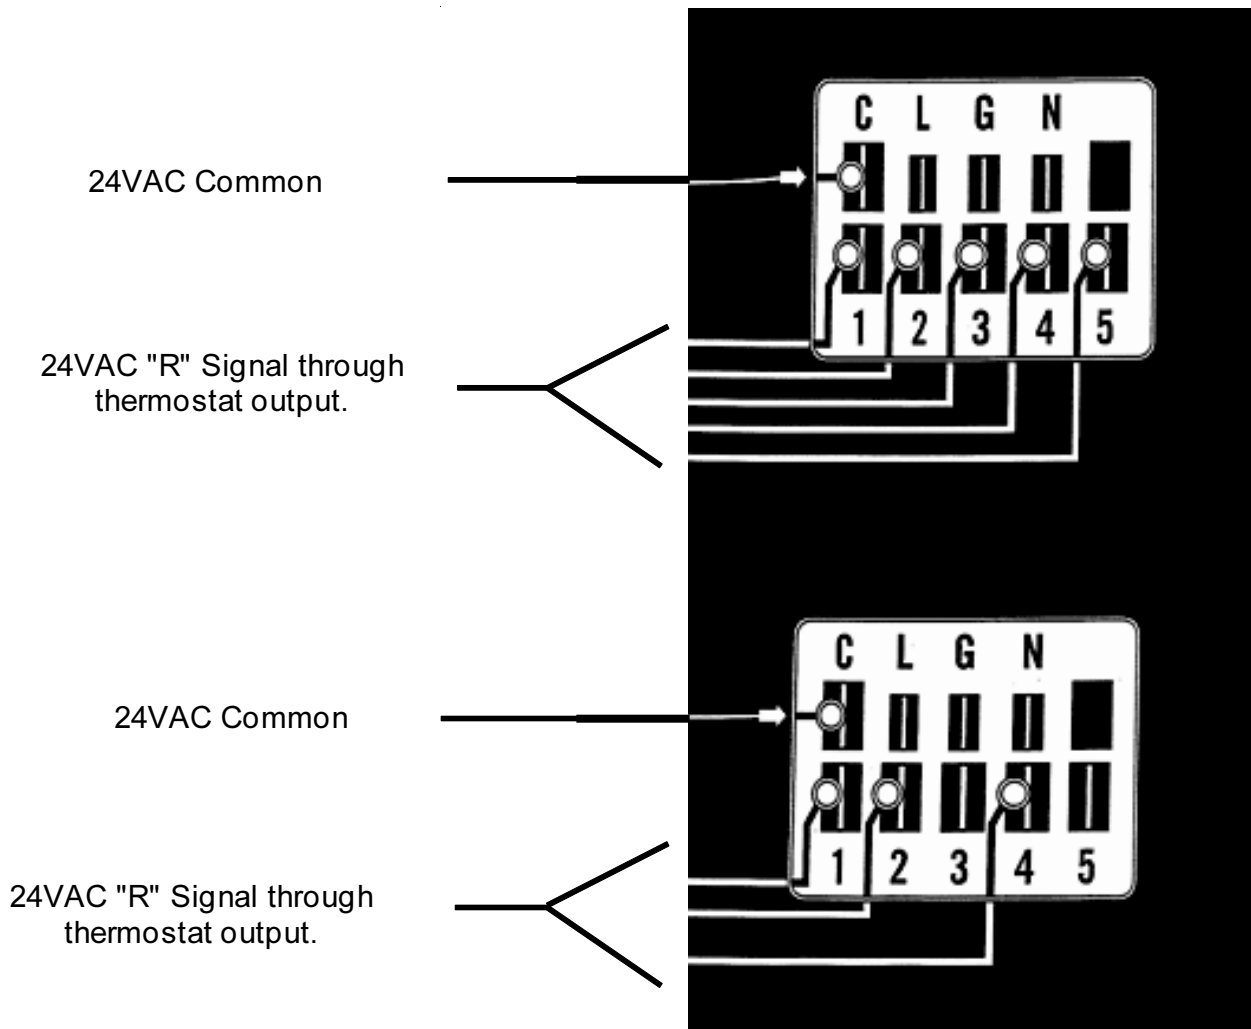 C L G N
24VAC Common
1 2 3 4 5
24VAC "R" Signal through
thermostat output.
C L G N
24VAC Common
1 2 3 4 5
24VAC "R" Signal through
thermostat output.